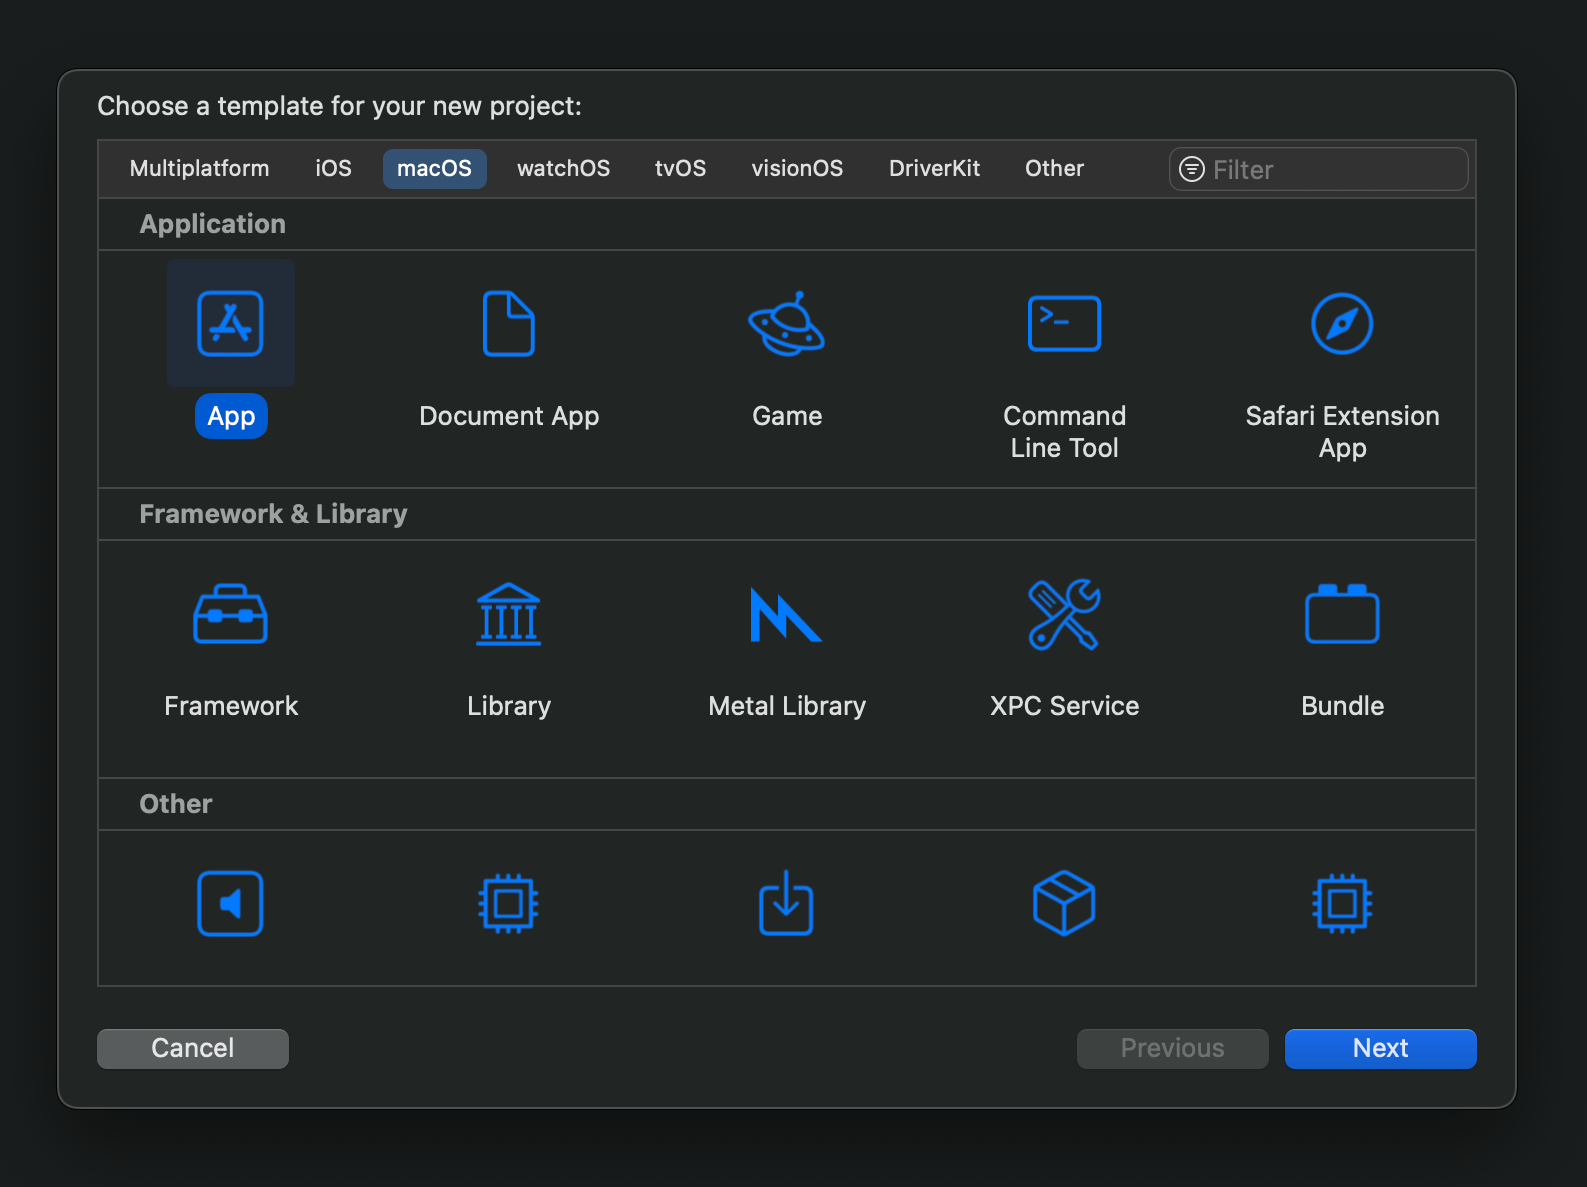 Choose a template for your new project:
Multiplatform iOS macOS watchOS tvOS visionOS DriverKit Other Filter
Application
App Document App Game Command Line Tool Safari Extension App
Framework & Library
Framework Library Metal Library XPC Service Bundle
Other
Cancel Previous Next